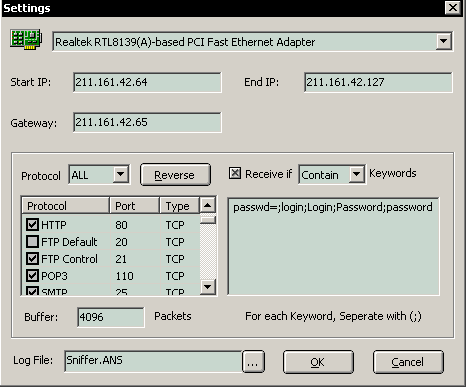 Settings
Realtek RTL8139(A)-based PCI Fast Ethernet Adapter
Start IP: 211.161.42.64 End IP: 211.161.42.127
Gateway: 211.161.42.65
Protocol ALL Reverse Receive if Contain Keywords
Protocol Port Type
HTTP 80 TCP
FTP Default 20 TCP
FTP Control 21 TCP
POP3 110 TCP
SMTP 25 TCP
passwd=;login;Login;Password;password
Buffer: 4096 Packets For each Keyword, Seperate with (;)
Log File: Sniffer.ANS ... OK Cancel